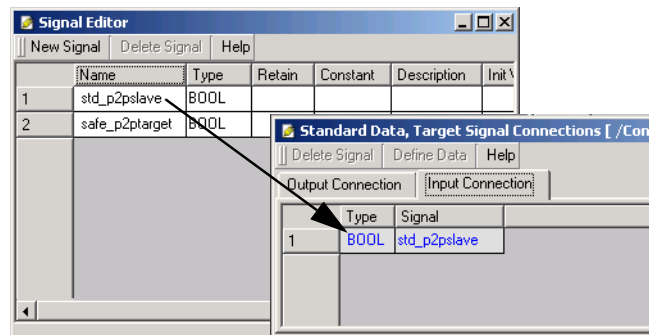 Signal Editor
New Signal Delete Signal Help
Name Type Retain Constant Description Init V
1 std_p2pslave BOOL
2 safe_p2ptarget BOOL
Standard Data, Target Signal Connections [ /Con
Delete Signal Define Data Help
Output Connection Input Connection
Type Signal
1 BOOL std_p2pslave